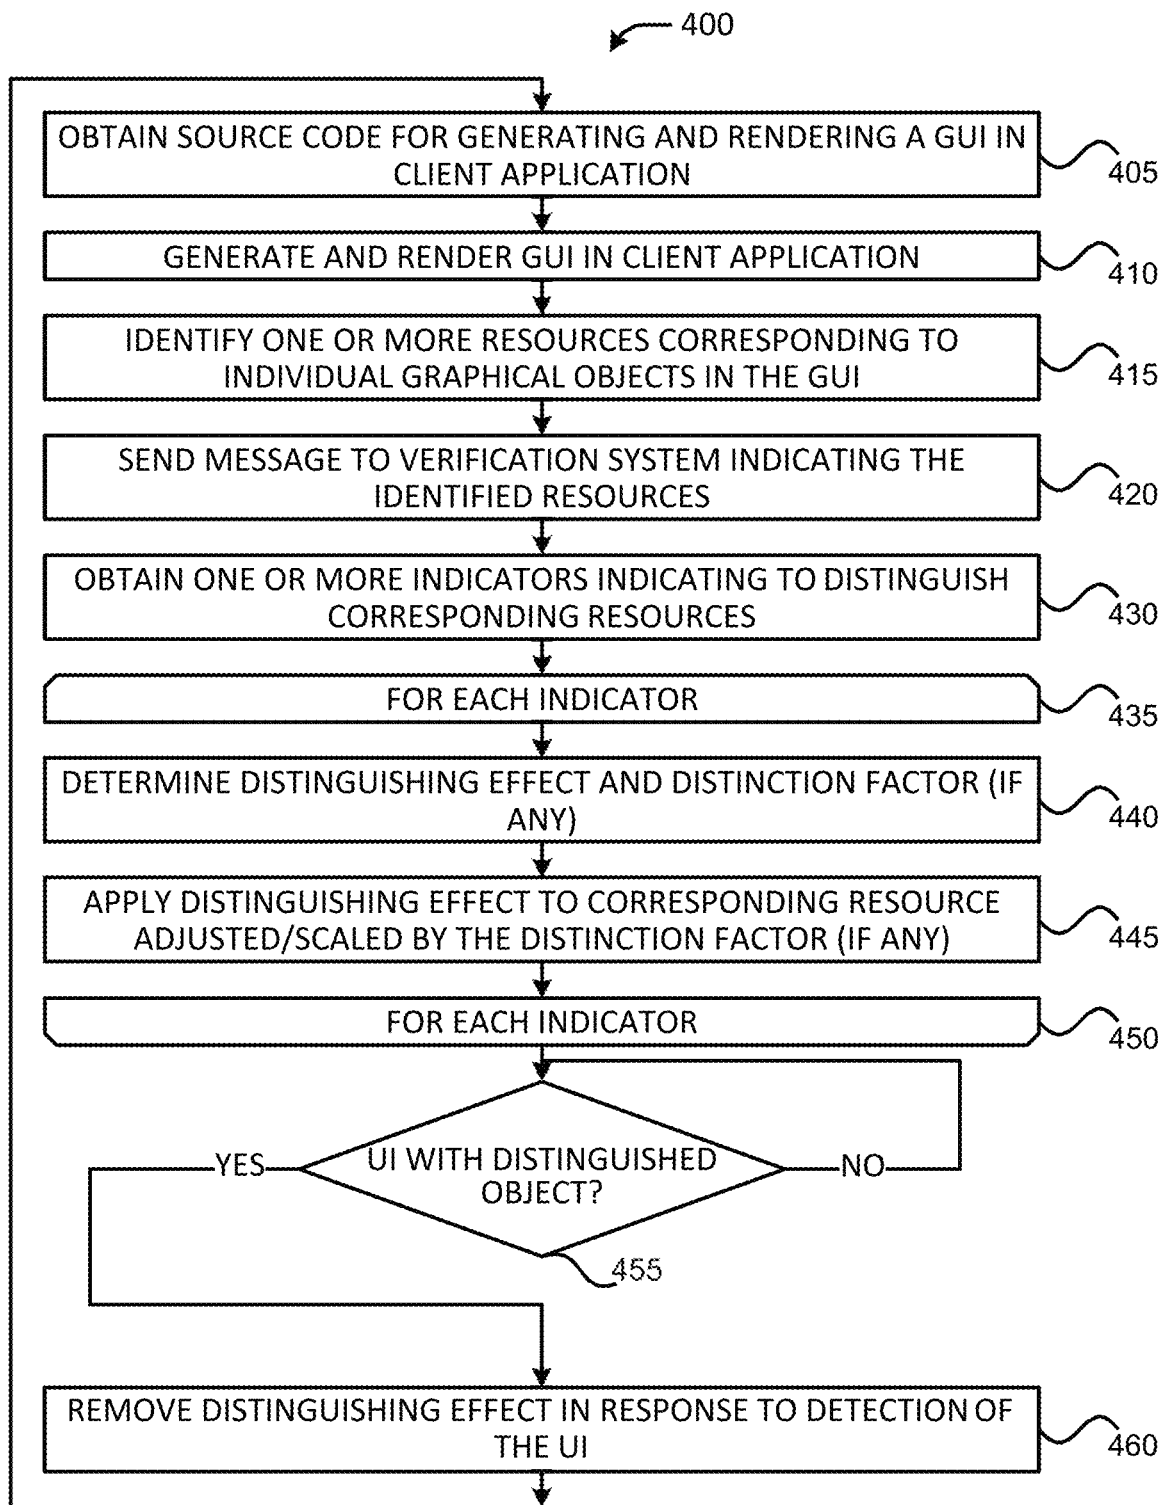 400
OBTAIN SOURCE CODE FOR GENERATING AND RENDERING A GUI IN
CLIENT APPLICATION
405
GENERATE AND RENDER GUI IN CLIENT APPLICATION
410
IDENTIFY ONE OR MORE RESOURCES CORRESPONDING TO
INDIVIDUAL GRAPHICAL OBJECTS IN THE GUI
415
SEND MESSAGE TO VERIFICATION SYSTEM INDICATING THE
IDENTIFIED RESOURCES
420
OBTAIN ONE OR MORE INDICATORS INDICATING TO DISTINGUISH
CORRESPONDING RESOURCES
430
FOR EACH INDICATOR
435
DETERMINE DISTINGUISHING EFFECT AND DISTINCTION FACTOR (IF
ANY)
440
APPLY DISTINGUISHING EFFECT TO CORRESPONDING RESOURCE
ADJUSTED/SCALED BY THE DISTINCTION FACTOR (IF ANY)
445
FOR EACH INDICATOR
450
YES
UI WITH DISTINGUISHED
OBJECT?
NO
455
REMOVE DISTINGUISHING EFFECT IN RESPONSE TO DETECTION OF
THE UI
460